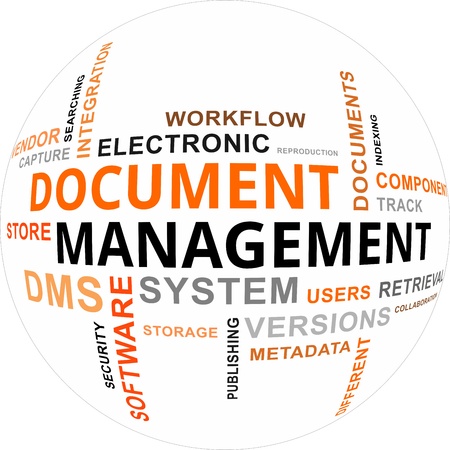 WORKFLOW
SEARCHING
INTEGRATION
VENDOR
CAPTURE
ELECTRONIC
REPRODUCTION
DOCUMENTS
INDEXING
DOCUMENT
COMPONENT
TRACK
STORE
MANAGEMENT
DMS
SOFTWARE
SYSTEM
USERS
RETRIEVAL
COLLABORATION
SECURITY
STORAGE
PUBLISHING
VERSIONS
METADATA
DIFFERENT